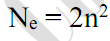 Nₑ = 2n²